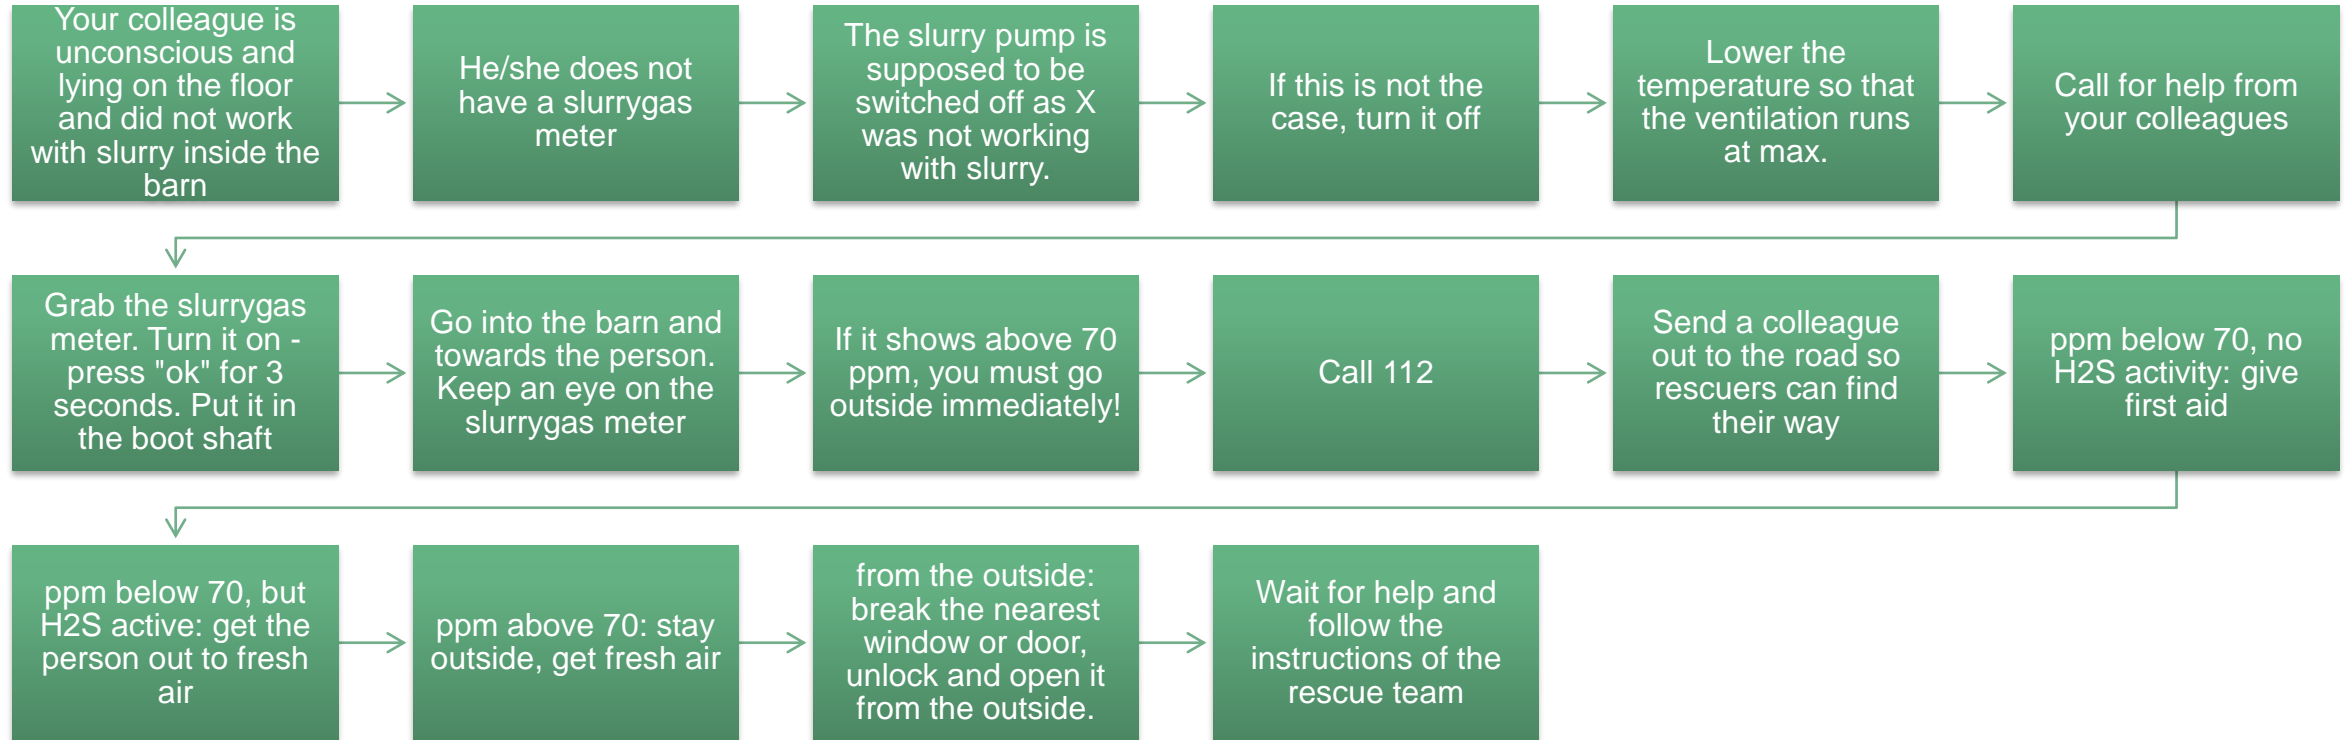 Your colleague is
unconscious and
lying on the floor
and did not work
with slurry inside the
barn
He/she does not
have a slurrygas
meter
The slurry pump is
supposed to be
switched off as X
was not working
with slurry.
If this is not the
case, turn it off
Lower the
temperature so that
the ventilation runs
at max.
Call for help from
your colleagues
Grab the slurrygas
meter. Turn it on -
press "ok" for 3
seconds. Put it in
the boot shaft
Go into the barn and
towards the person.
Keep an eye on the
slurrygas meter
If it shows above 70
ppm, you must go
outside immediately!
Call 112
Send a colleague
out to the road so
rescuers can find
their way
ppm below 70, no
H2S activity: give
first aid
ppm below 70, but
H2S active: get the
person out to fresh
air
ppm above 70: stay
outside, get fresh air
from the outside:
break the nearest
window or door,
unlock and open it
from the outside.
Wait for help and
follow the
instructions of the
rescue team